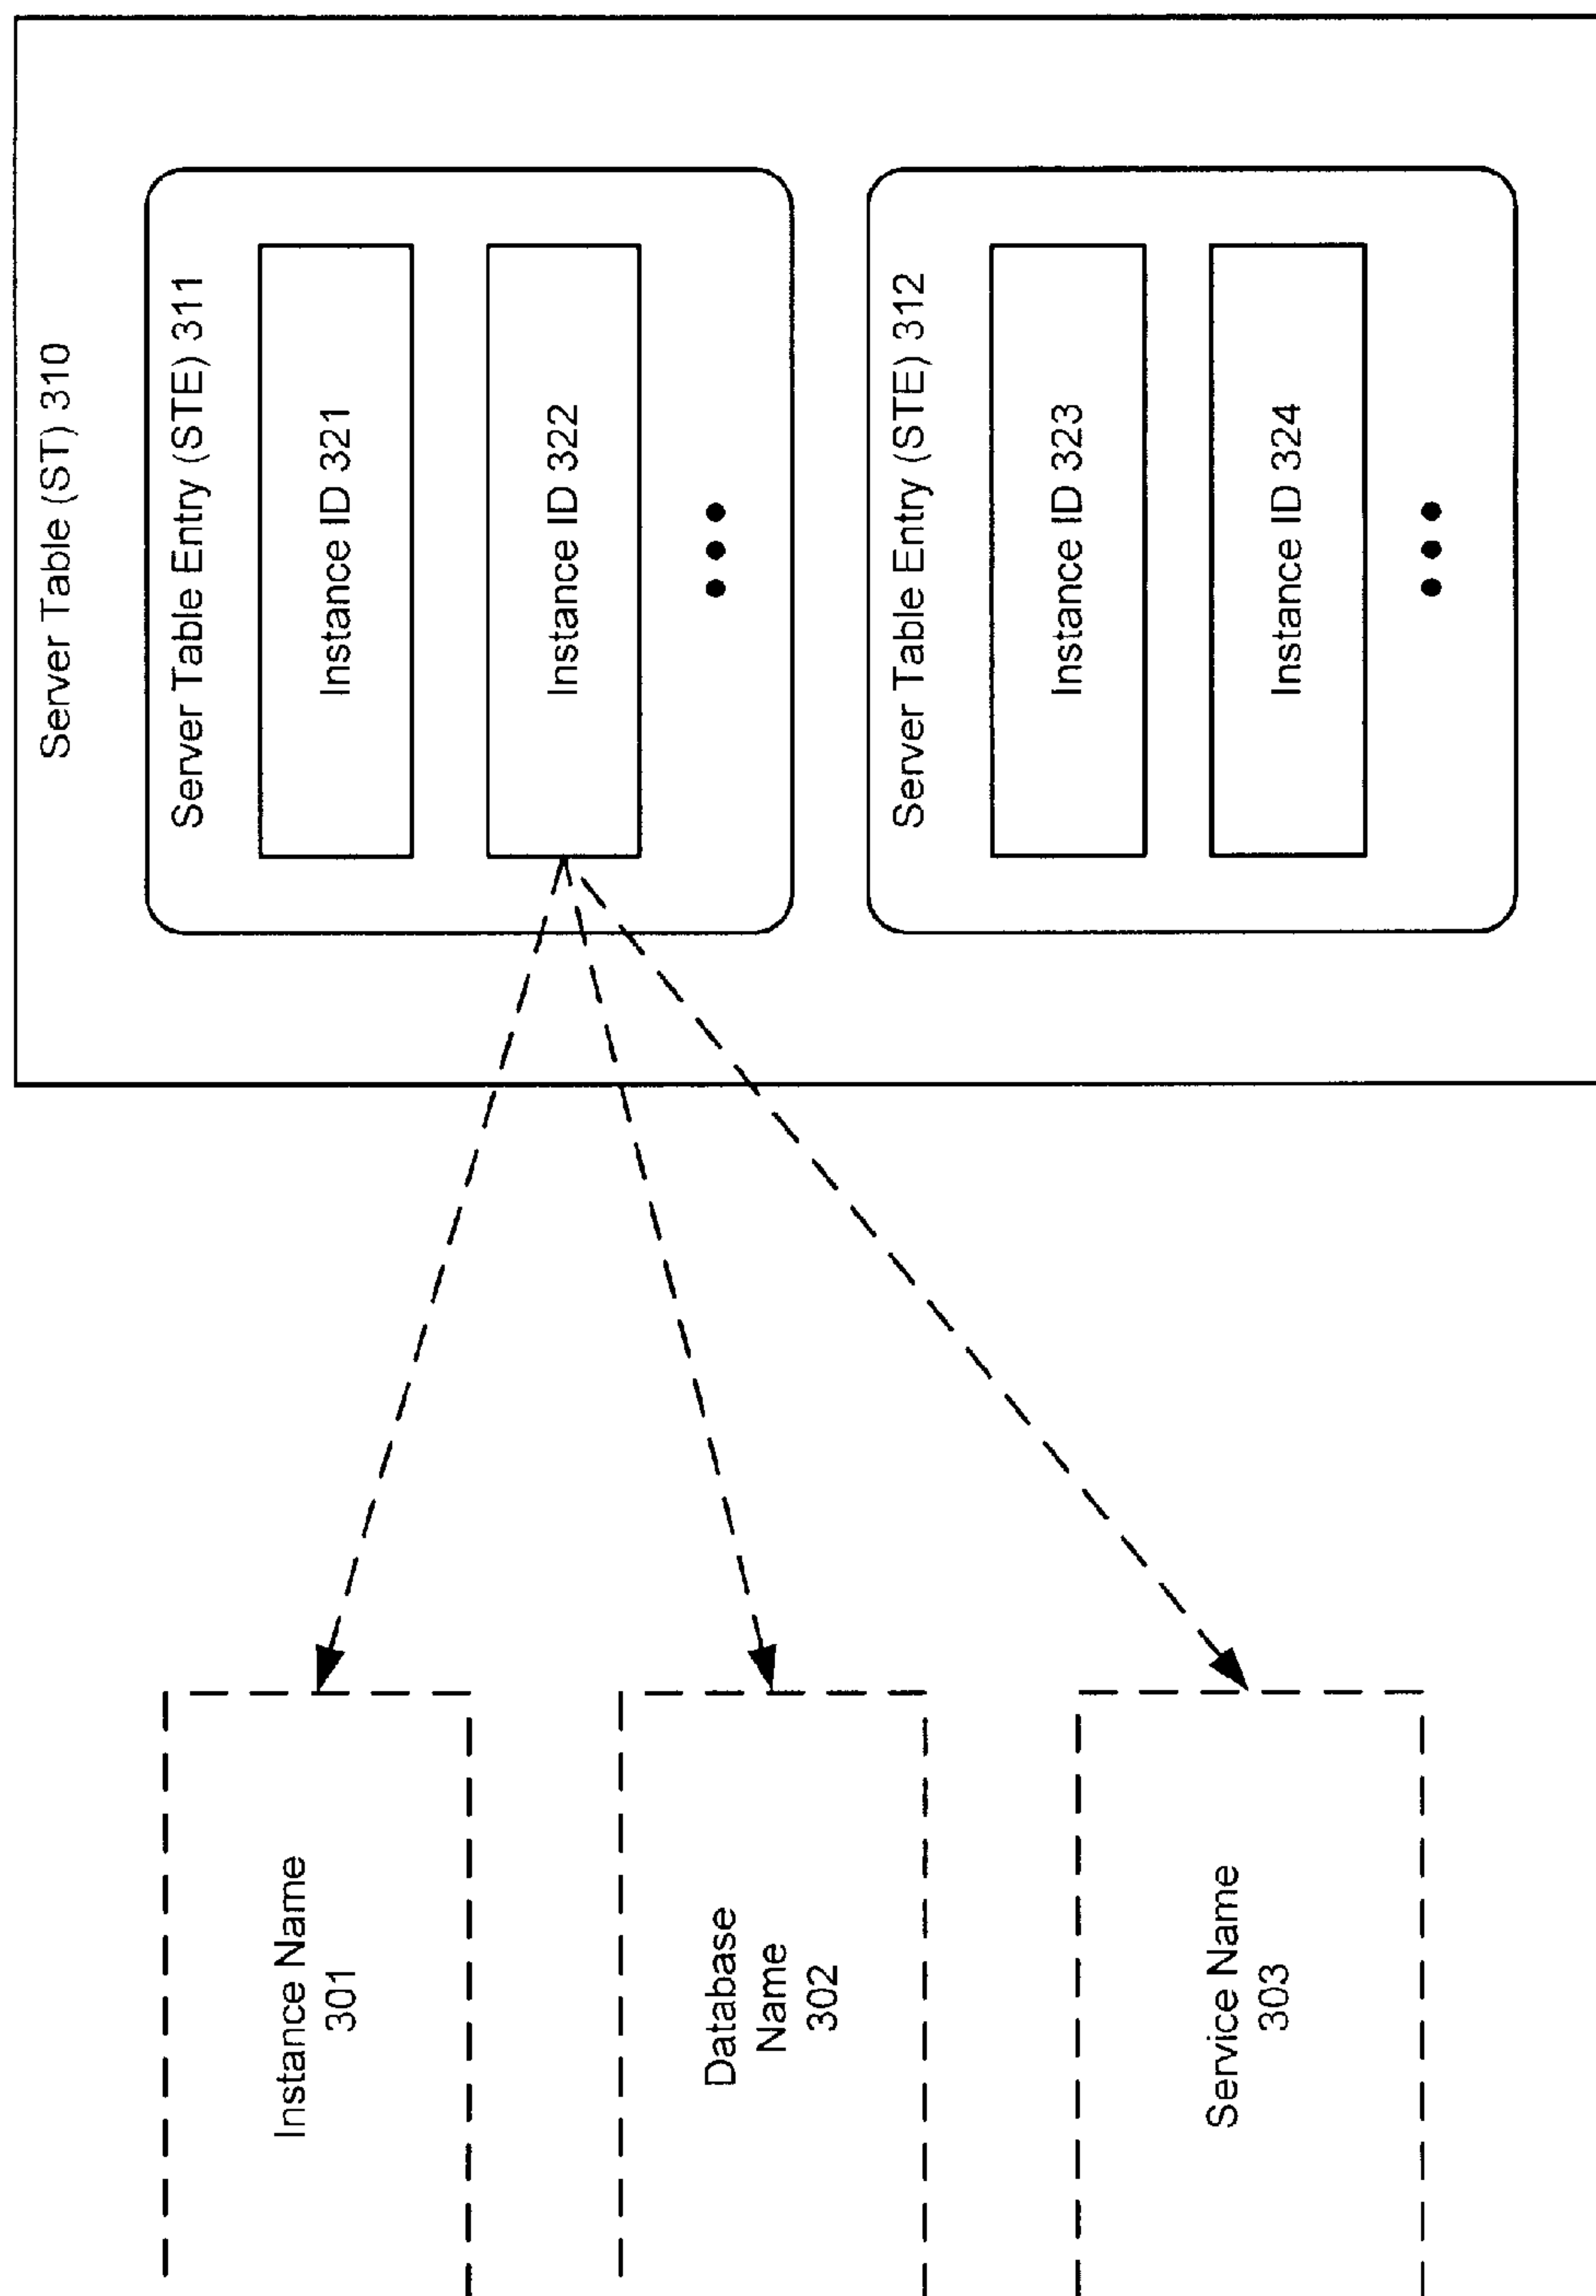 Server Table (ST) 310
Server Table Entry (STE) 311
Instance ID 321
Instance ID 322
Server Table Entry (STE) 312
Instance ID 323
Instance ID 324
Instance Name
301
Database
Name
302
Service Name
303